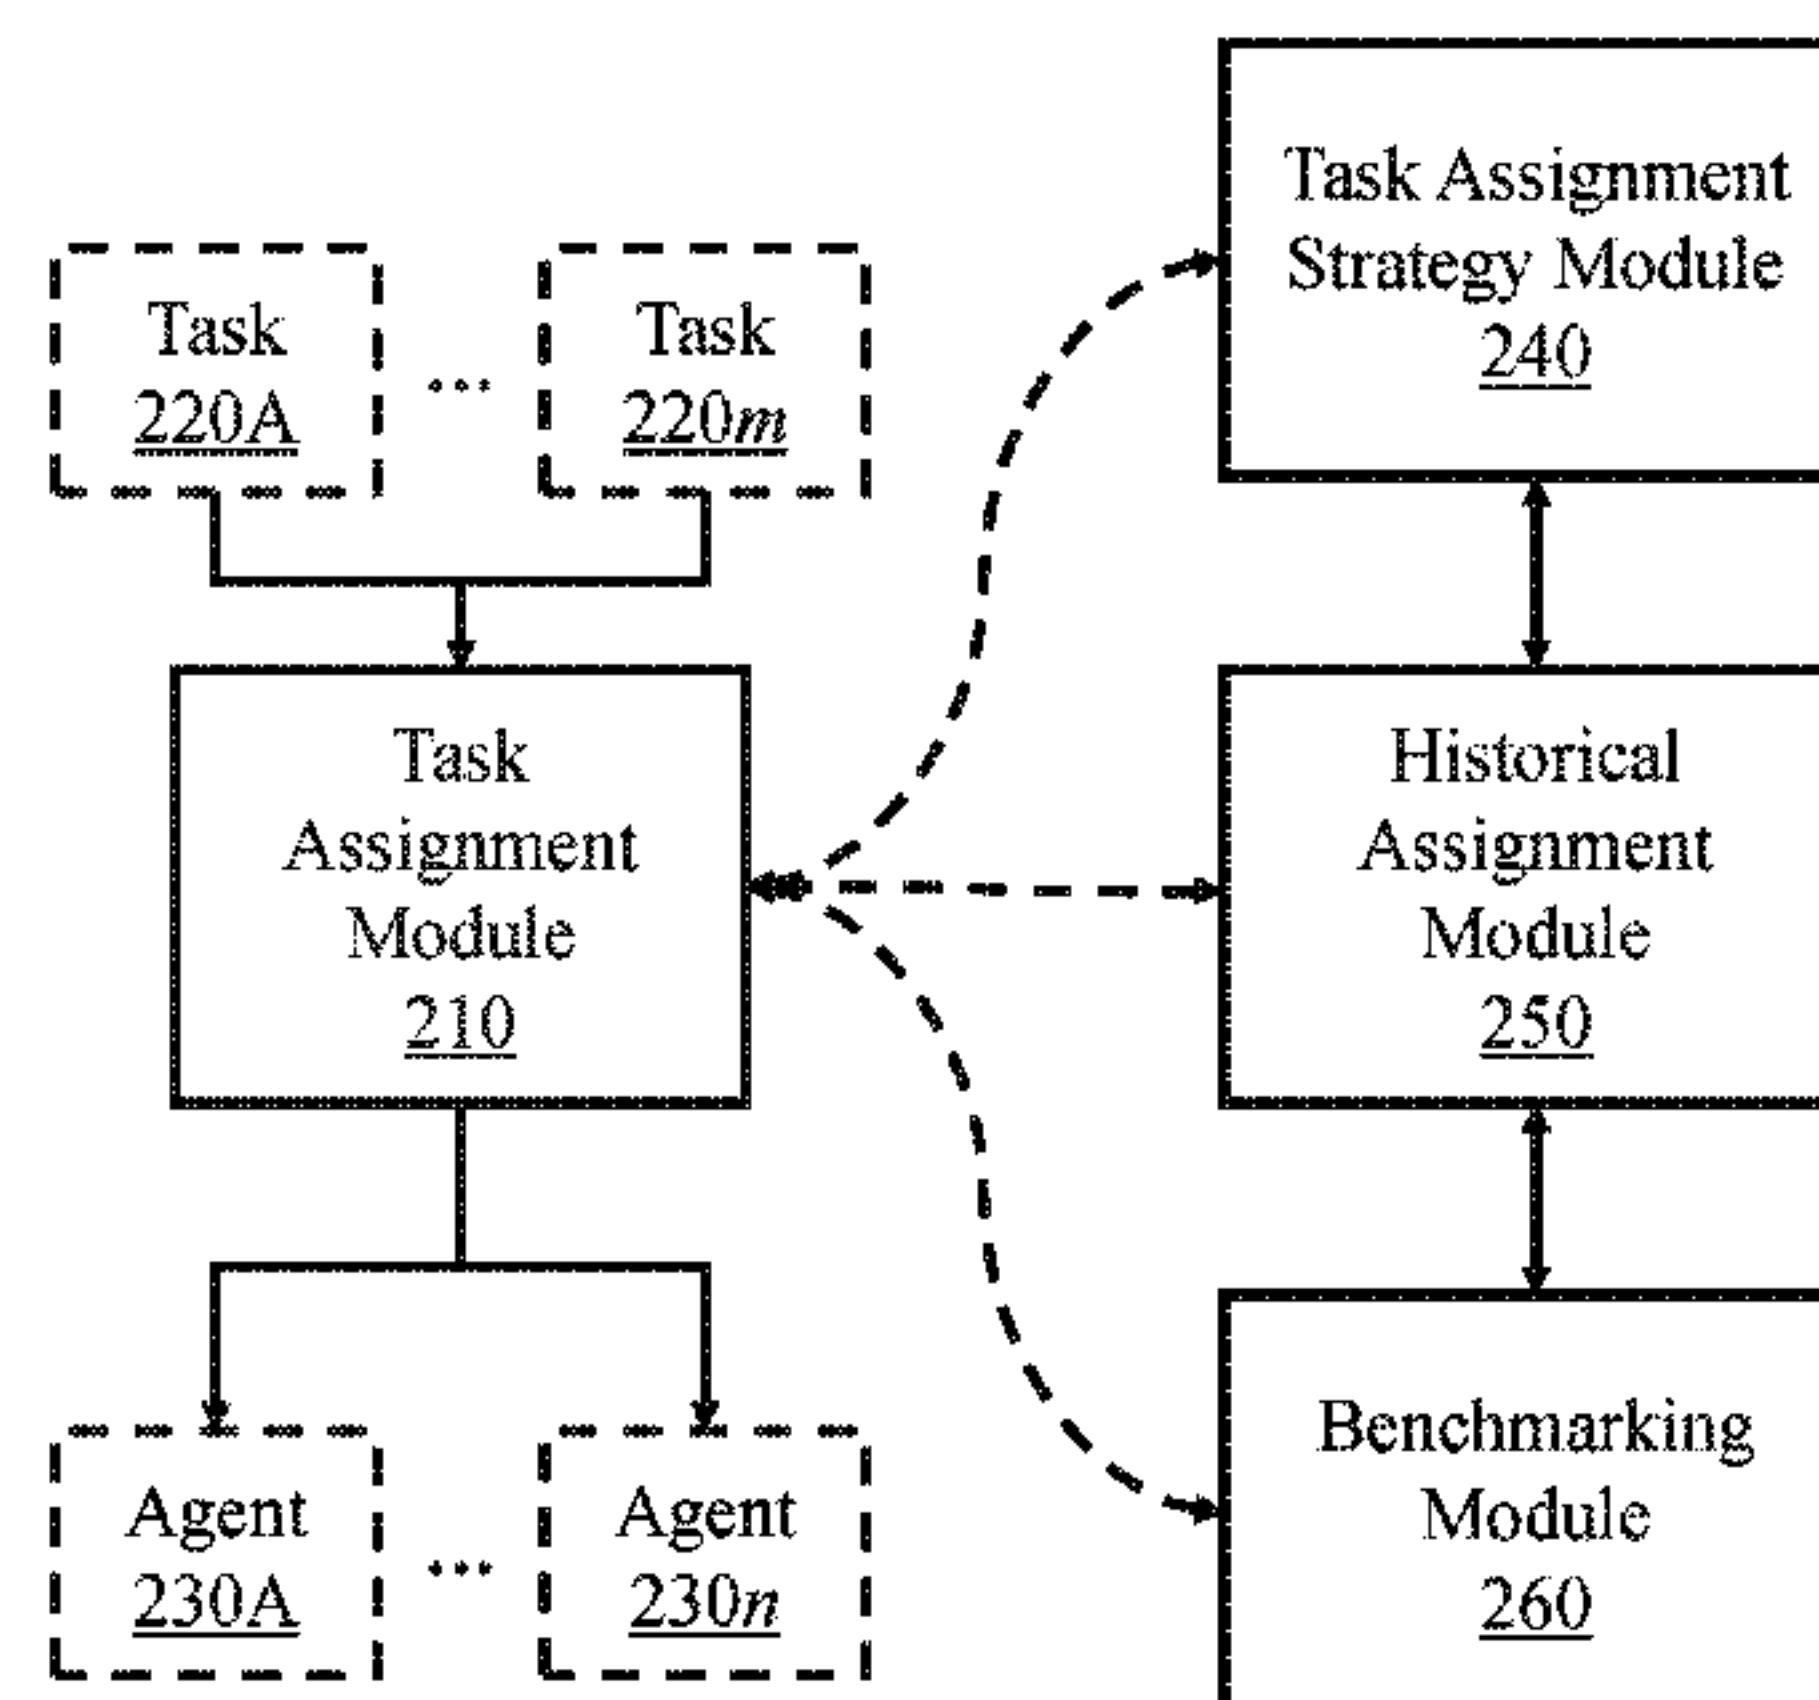 Task Assignment
Strategy Module
240
Task
220A
...
Task
220m
Task
Assignment
Module
210
Historical
Assignment
Module
250
Agent
230A
...
Agent
230n
Benchmarking
Module
260